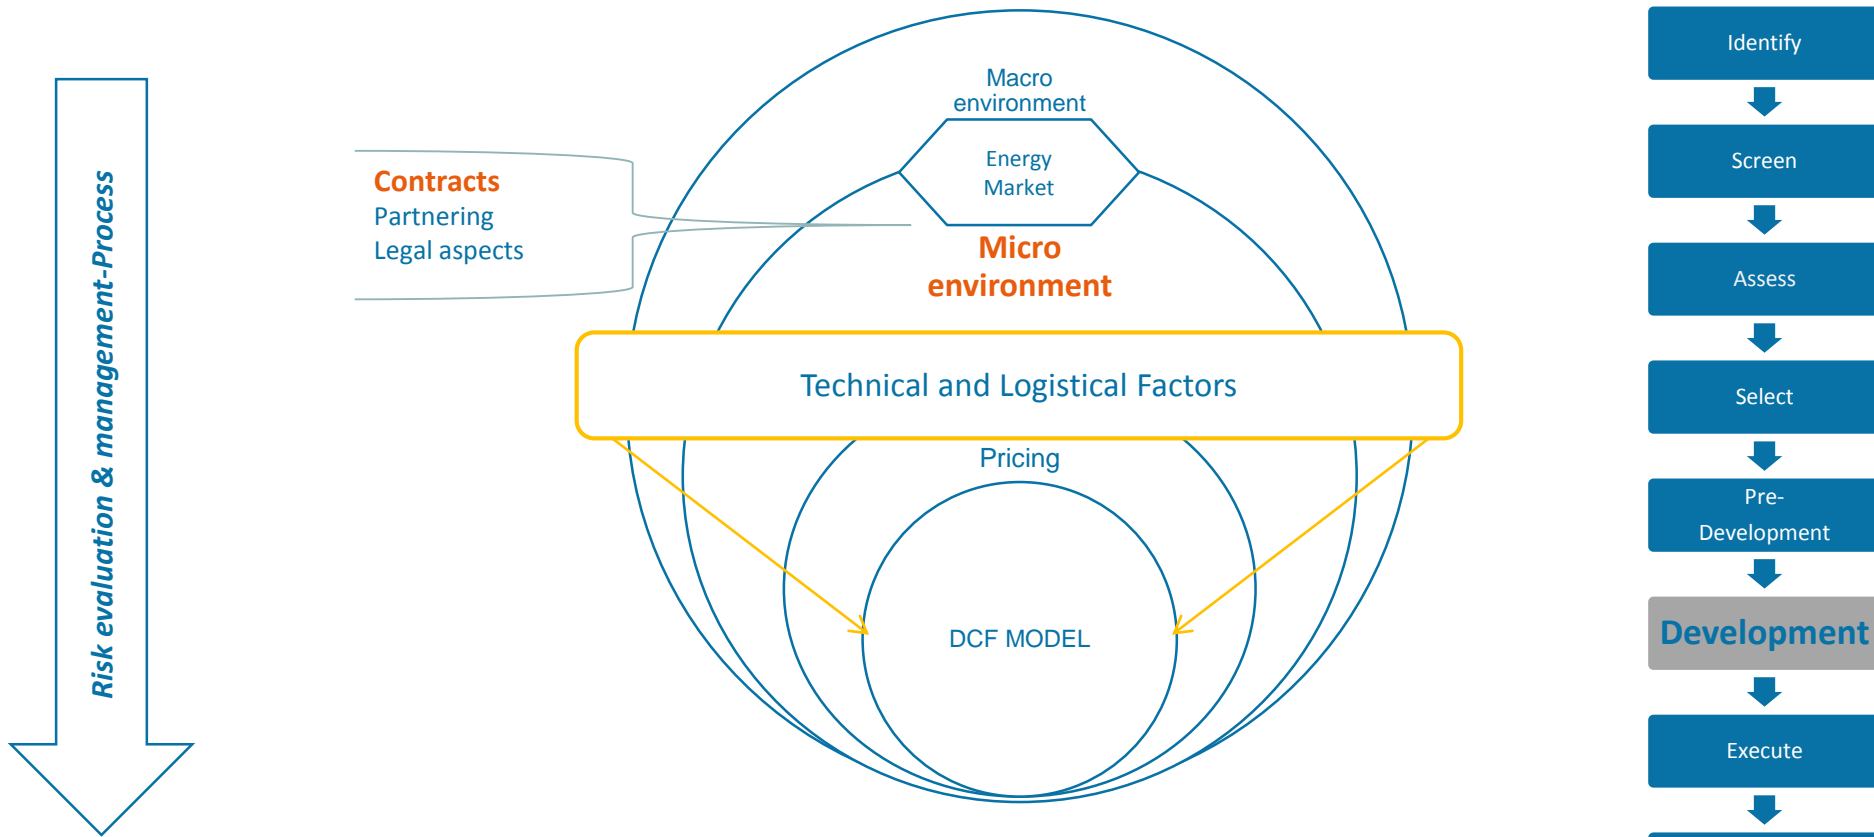 Risk evaluation & management-Process
Contracts
Partnering
Legal aspects
Macro
environment
Energy
Market
Micro
environment
Technical and Logistical Factors
Pricing
DCF MODEL
Identify
Screen
Assess
Select
Pre-
Development
Development
Execute